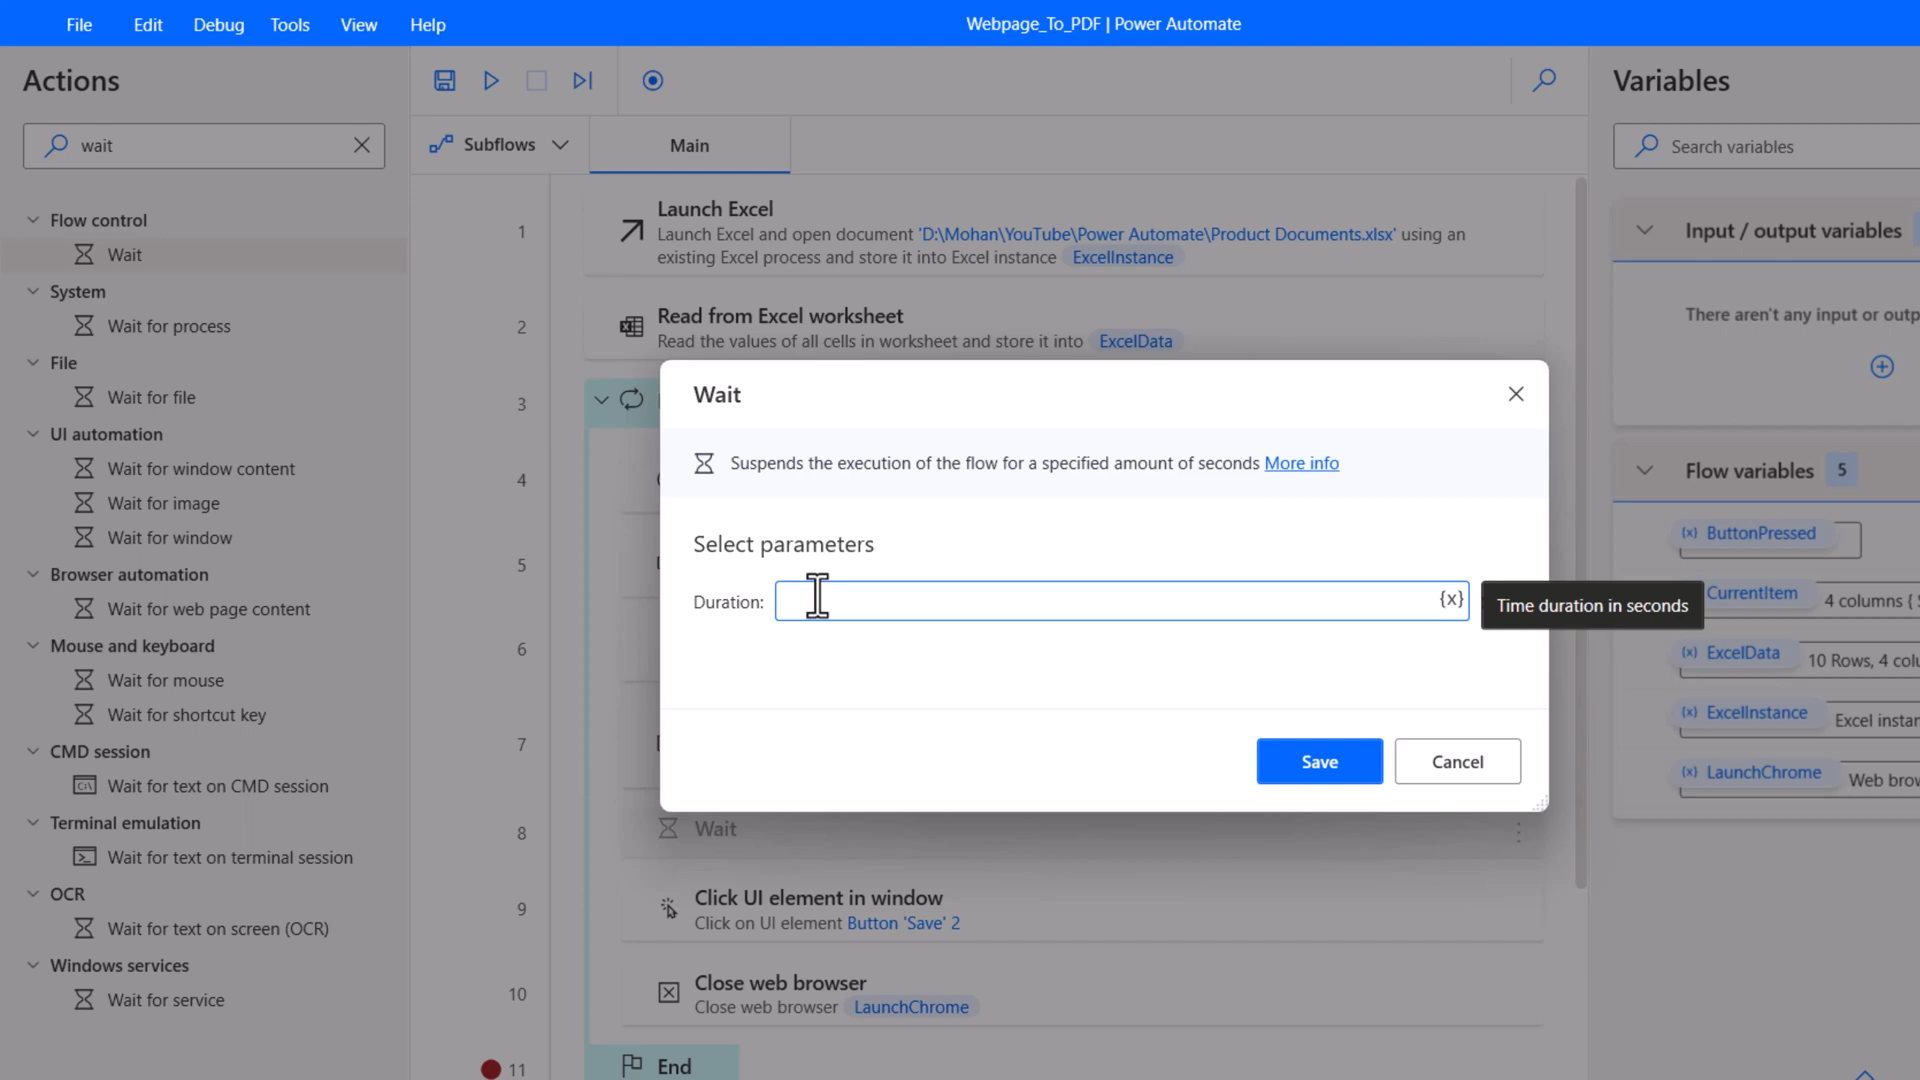 File Edit Debug Tools View Help
Webpage_To_PDF | Power Automate
Actions
wait
Flow control
Wait
System
Wait for process
File
Wait for file
UI automation
Wait for window content
Wait for image
Wait for window
Browser automation
Wait for web page content
Mouse and keyboard
Wait for mouse
Wait for shortcut key
CMD session
Wait for text on CMD session
Terminal emulation
Wait for text on terminal session
OCR
Wait for text on screen (OCR)
Windows services
Wait for service
Subflows
Main
1
Launch Excel
Launch Excel and open document 'D:\Mohan\YouTube\Power Automate\Product Documents.xlsx' using an
existing Excel process and store it into Excel instance ExcelInstance
2
Read from Excel worksheet
Read the values of all cells in worksheet and store it into ExcelData
3
4
5
6
7
Wait
Suspends the execution of the flow for a specified amount of seconds More info
Select parameters
Duration:
{x}
Time duration in seconds
Save
Cancel
8
Wait
9
Click UI element in window
Click on UI element Button 'Save' 2
10
Close web browser
Close web browser LaunchChrome
11
End
Variables
Search variables
Input / output variables
There aren't any input or outp
Flow variables 5
(x) ButtonPressed
CurrentItem 4 columns {
(x) ExcelData 10 Rows, 4 colu
(x) ExcelInstance Excel instan
(x) LaunchChrome Web brow